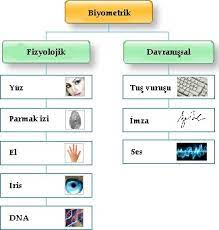 Biyometrik
Fizyolojik
Davranışsal
Yüz
Parmak izi
El
Iris
DNA
Tuş vuruşu
İmza
Ses